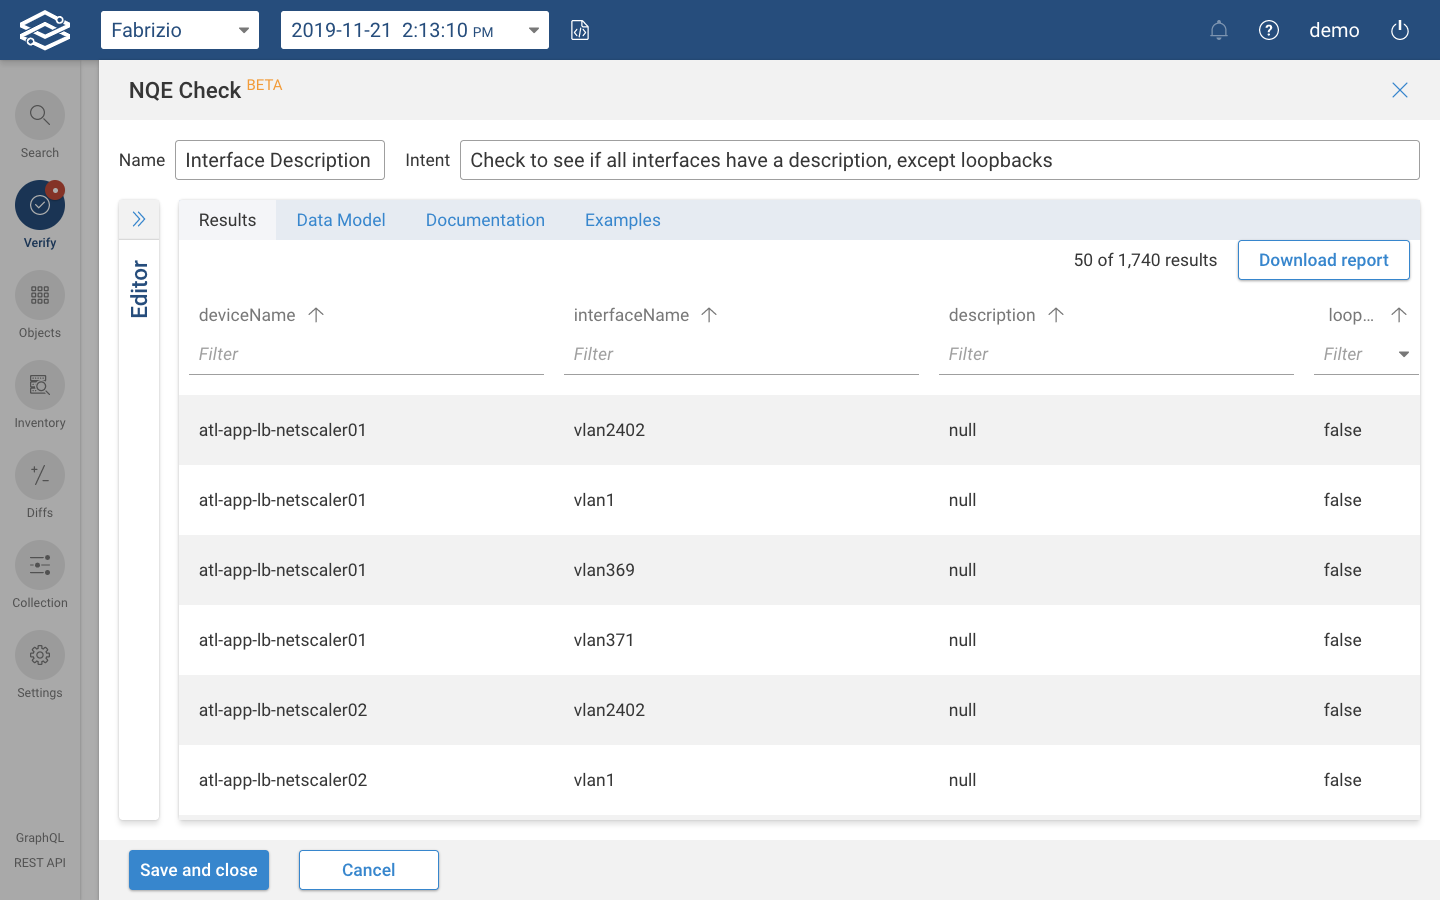 Fabrizio
2019-11-21 2:13:10 PM
demo
NQE Check BETA
Search
Verify
Objects
Inventory
Diffs
Collection
Settings
GraphQL
REST API
Name
Interface Description
Intent
Check to see if all interfaces have a description, except loopbacks
Editor
Results
Data Model
Documentation
Examples
50 of 1,740 results
Download report
deviceName interfaceName description loop...
Filter Filter Filter Filter
atl-app-lb-netscaler01 vlan2402 null false
atl-app-lb-netscaler01 vlan1 null false
atl-app-lb-netscaler01 vlan369 null false
atl-app-lb-netscaler01 vlan371 null false
atl-app-lb-netscaler02 vlan2402 null false
atl-app-lb-netscaler02 vlan1 null false
Save and close
Cancel